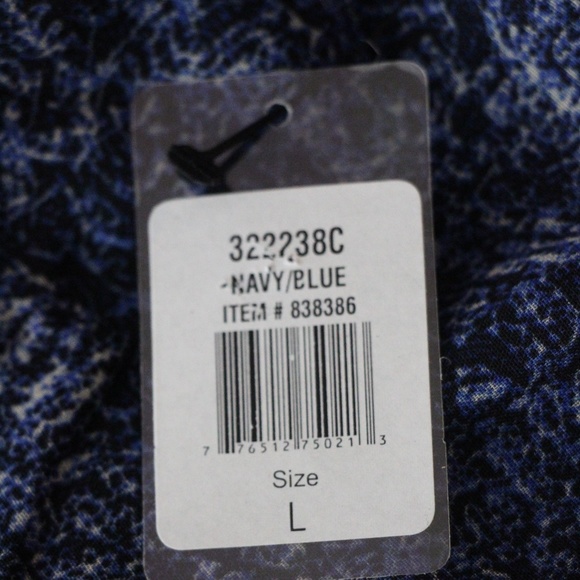 322238C
-NAVY/BLUE
ITEM # 838386
7 76512 75021 3
Size
L